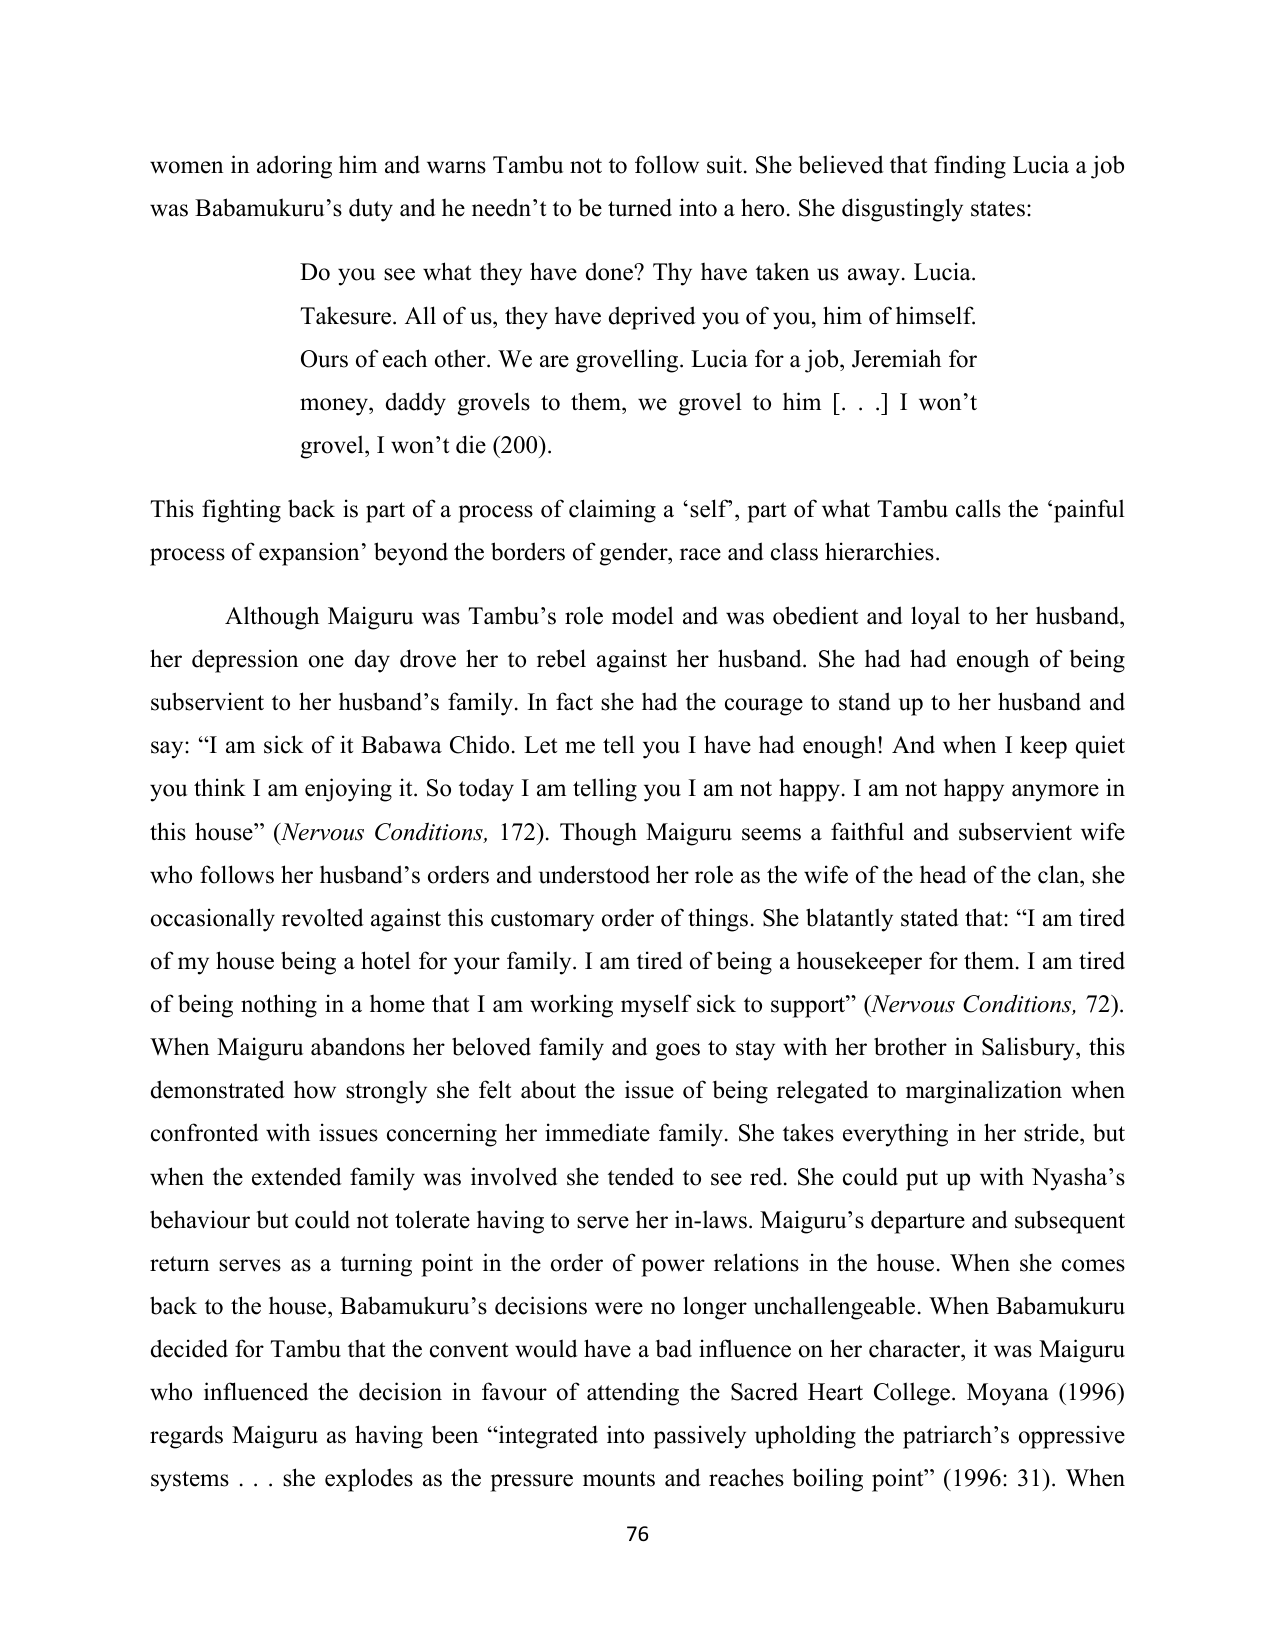 women in adoring him and warns Tambu not to follow suit. She believed that finding Lucia a job
was Babamukuru’s duty and he needn’t to be turned into a hero. She disgustingly states:
Do you see what they have done? Thy have taken us away. Lucia.
Takesure. All of us, they have deprived you of you, him of himself.
Ours of each other. We are grovelling. Lucia for a job, Jeremiah for
money, daddy grovels to them, we grovel to him [. . .] I won’t
grovel, I won’t die (200).
This fighting back is part of a process of claiming a ‘self’, part of what Tambu calls the ‘painful
process of expansion’ beyond the borders of gender, race and class hierarchies.
Although Maiguru was Tambu’s role model and was obedient and loyal to her husband,
her depression one day drove her to rebel against her husband. She had had enough of being
subservient to her husband’s family. In fact she had the courage to stand up to her husband and
say: “I am sick of it Babawa Chido. Let me tell you I have had enough! And when I keep quiet
you think I am enjoying it. So today I am telling you I am not happy. I am not happy anymore in
this house” (Nervous Conditions, 172). Though Maiguru seems a faithful and subservient wife
who follows her husband’s orders and understood her role as the wife of the head of the clan, she
occasionally revolted against this customary order of things. She blatantly stated that: “I am tired
of my house being a hotel for your family. I am tired of being a housekeeper for them. I am tired
of being nothing in a home that I am working myself sick to support” (Nervous Conditions, 72).
When Maiguru abandons her beloved family and goes to stay with her brother in Salisbury, this
demonstrated how strongly she felt about the issue of being relegated to marginalization when
confronted with issues concerning her immediate family. She takes everything in her stride, but
when the extended family was involved she tended to see red. She could put up with Nyasha’s
behaviour but could not tolerate having to serve her in-laws. Maiguru’s departure and subsequent
return serves as a turning point in the order of power relations in the house. When she comes
back to the house, Babamukuru’s decisions were no longer unchallengeable. When Babamukuru
decided for Tambu that the convent would have a bad influence on her character, it was Maiguru
who influenced the decision in favour of attending the Sacred Heart College. Moyana (1996)
regards Maiguru as having been “integrated into passively upholding the patriarch’s oppressive
systems . . . she explodes as the pressure mounts and reaches boiling point” (1996: 31). When
76